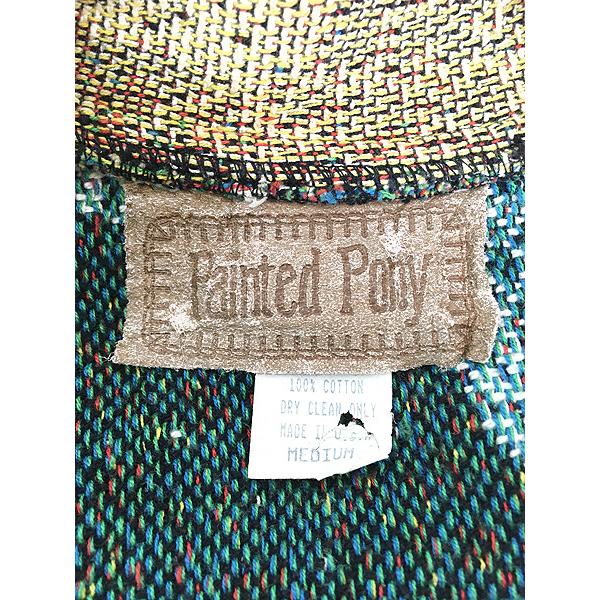 Painted Pony
100% COTTON
DRY CLEAN ONLY
MADE IN U.S.A.
MEDIUM